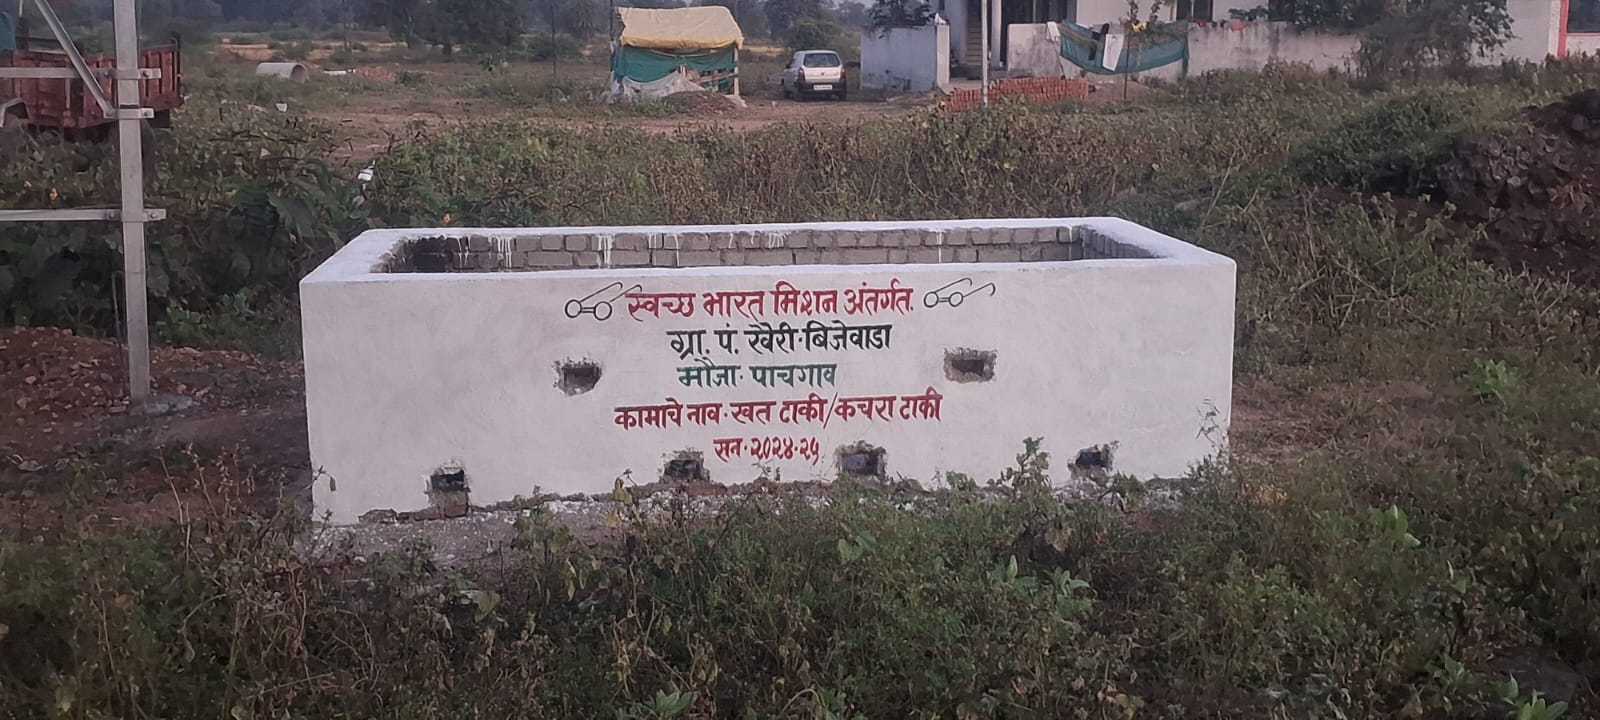 स्वच्छ भारत मिशन अंतर्गत.
ग्रा. पं. खैरी·बिजेवाडा
मौजा· पाचगाव
कामाचे नाव·खत टाकी/कचरा टाकी
सन·२०२४·२५